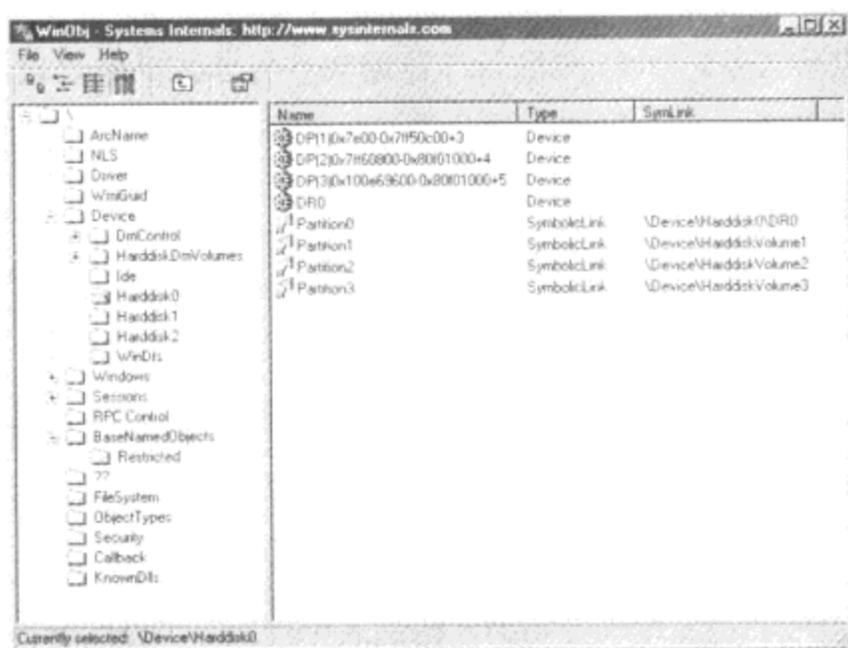 WinObj - Systems Internals: http://www.sysinternals.com
File View Help
Name Type SymLink
\
ArcName
NLS
Driver
WmiGuid
Device
DmControl
HarddiskDmVolumes
Ide
Harddisk0
Harddisk1
Harddisk2
WinDfs
Windows
Sessions
RPC Control
BaseNamedObjects
Restricted
??
FileSystem
ObjectTypes
Security
Callback
KnownDlls
DP(1)0x7e00-0x7ff50c00+3 Device
DP(2)0x7ff60800-0x80f01000+4 Device
DP(3)0x100e69600-0x80f01000+5 Device
DR0 Device
Partition0 SymbolicLink \Device\Harddisk0\DR0
Partition1 SymbolicLink \Device\HarddiskVolume1
Partition2 SymbolicLink \Device\HarddiskVolume2
Partition3 SymbolicLink \Device\HarddiskVolume3
Currently selected: \Device\Harddisk0